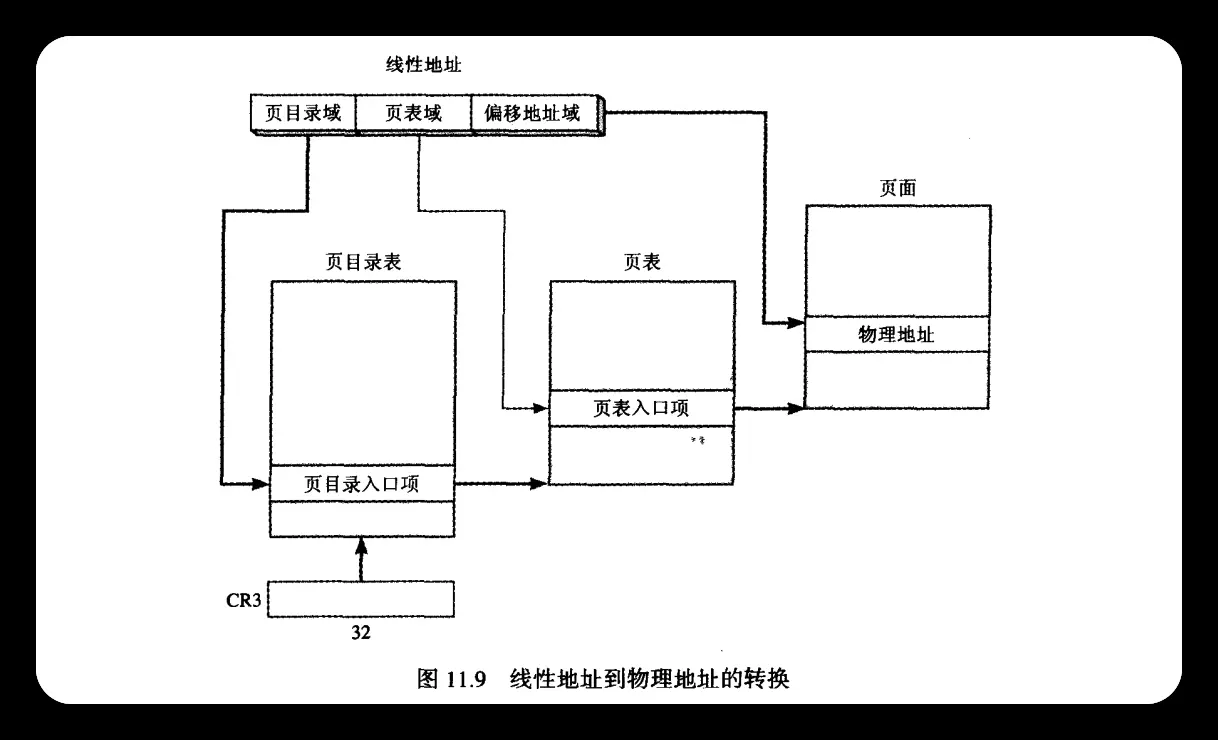 线性地址
页目录域 页表域 偏移地址域
页面
页目录表 页表
物理地址
页表入口项
页目录入口项
CR3
32
图 11.9 线性地址到物理地址的转换